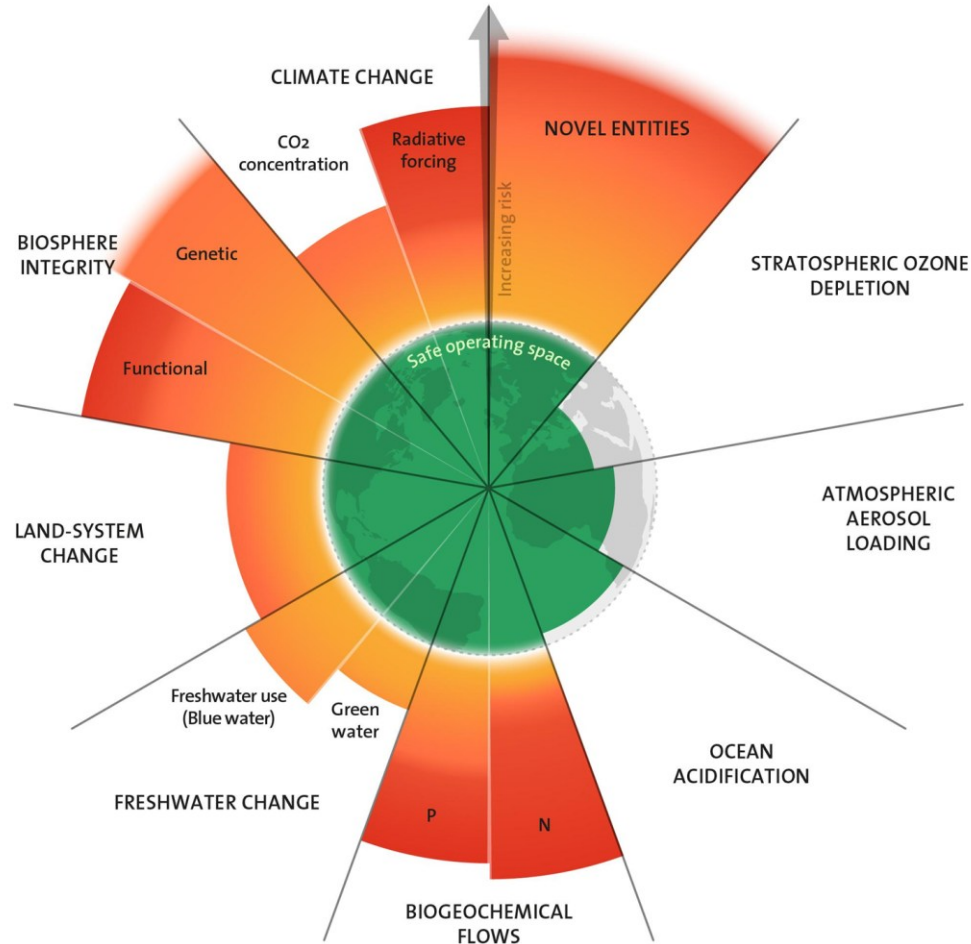 CLIMATE CHANGE
CO2
concentration
Radiative
forcing
NOVEL ENTITIES
Increasing risk
STRATOSPHERIC OZONE
DEPLETION
BIOSPHERE
INTEGRITY
Genetic
Functional
Safe operating space
ATMOSPHERIC
AEROSOL
LOADING
LAND-SYSTEM
CHANGE
Freshwater use
(Blue water)
Green
water
FRESHWATER CHANGE
OCEAN
ACIDIFICATION
P
N
BIOGEOCHEMICAL
FLOWS